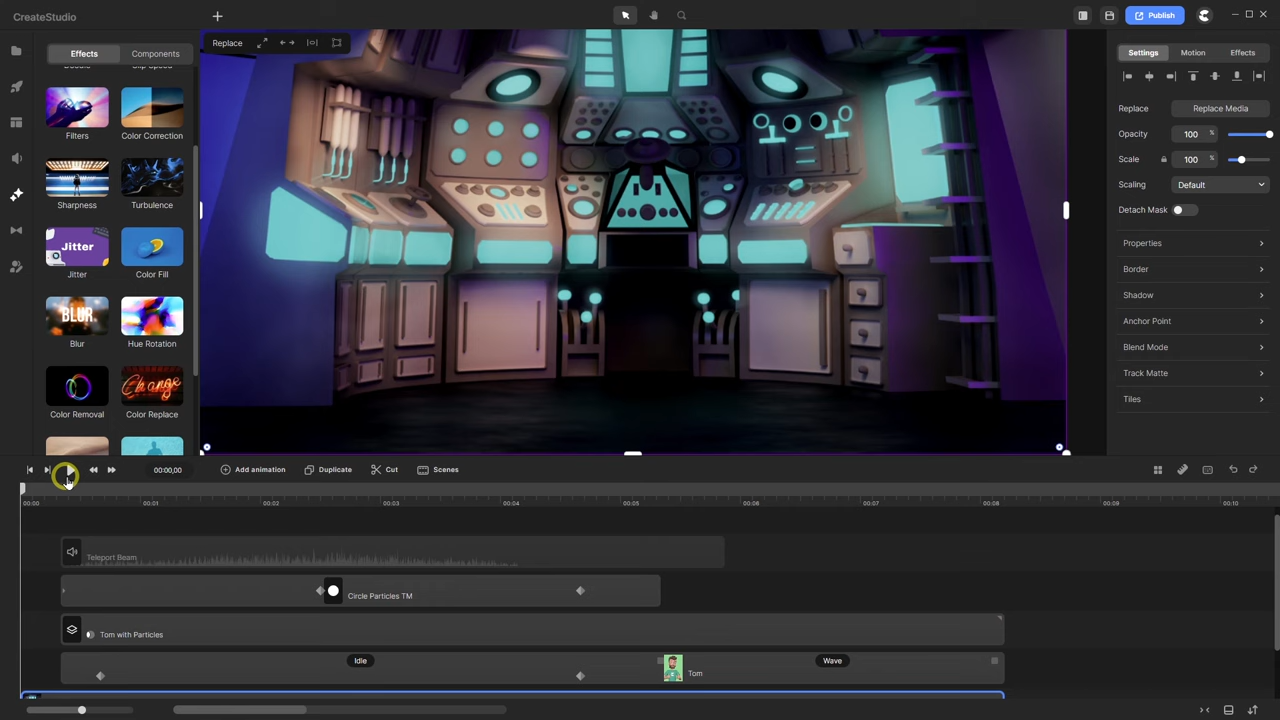 CreateStudio
Publish
Effects
Components
Replace
Settings
Motion
Effects
Filters
Color Correction
Replace
Replace Media
Opacity
100
%
Scale
100
%
Scaling
Default
Sharpness
Turbulence
Detach Mask
Jitter
Jitter
Color Fill
Properties
Border
Shadow
BLUR
Blur
Hue Rotation
Anchor Point
Blend Mode
Track Matte
Change
Color Removal
Color Replace
Tiles
00:00,00
Add animation
Duplicate
Cut
Scenes
00:00
00:01
00:02
00:03
00:04
00:05
00:06
00:07
00:08
00:09
00:10
Teleport Beam
Circle Particles TM
Tom with Particles
Idle
Wave
Tom